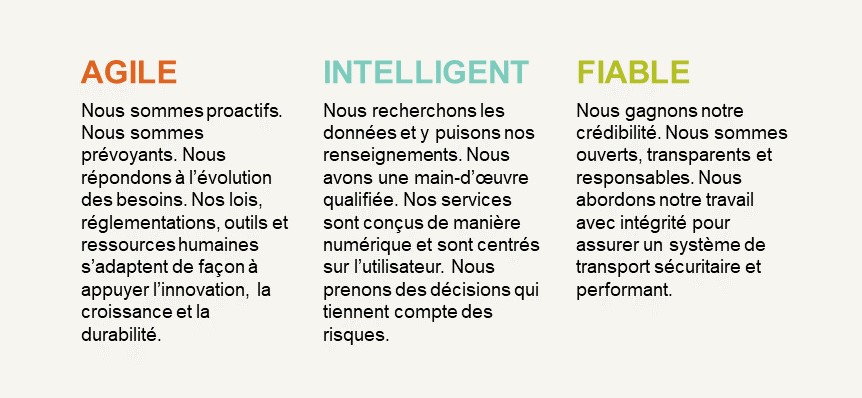 AGILE
Nous sommes proactifs.
Nous sommes
prévoyants. Nous
répondons à l’évolution
des besoins. Nos lois,
réglementations, outils et
ressources humaines
s’adaptent de façon à
appuyer l’innovation, la
croissance et la
durabilité.
INTELLIGENT
Nous recherchons les
données et y puisons nos
renseignements. Nous
avons une main-d’œuvre
qualifiée. Nos services
sont conçus de manière
numérique et sont centrés
sur l’utilisateur. Nous
prenons des décisions qui
tiennent compte des
risques.
FIABLE
Nous gagnons notre
crédibilité. Nous sommes
ouverts, transparents et
responsables. Nous
abordons notre travail
avec intégrité pour
assurer un système de
transport sécuritaire et
performant.